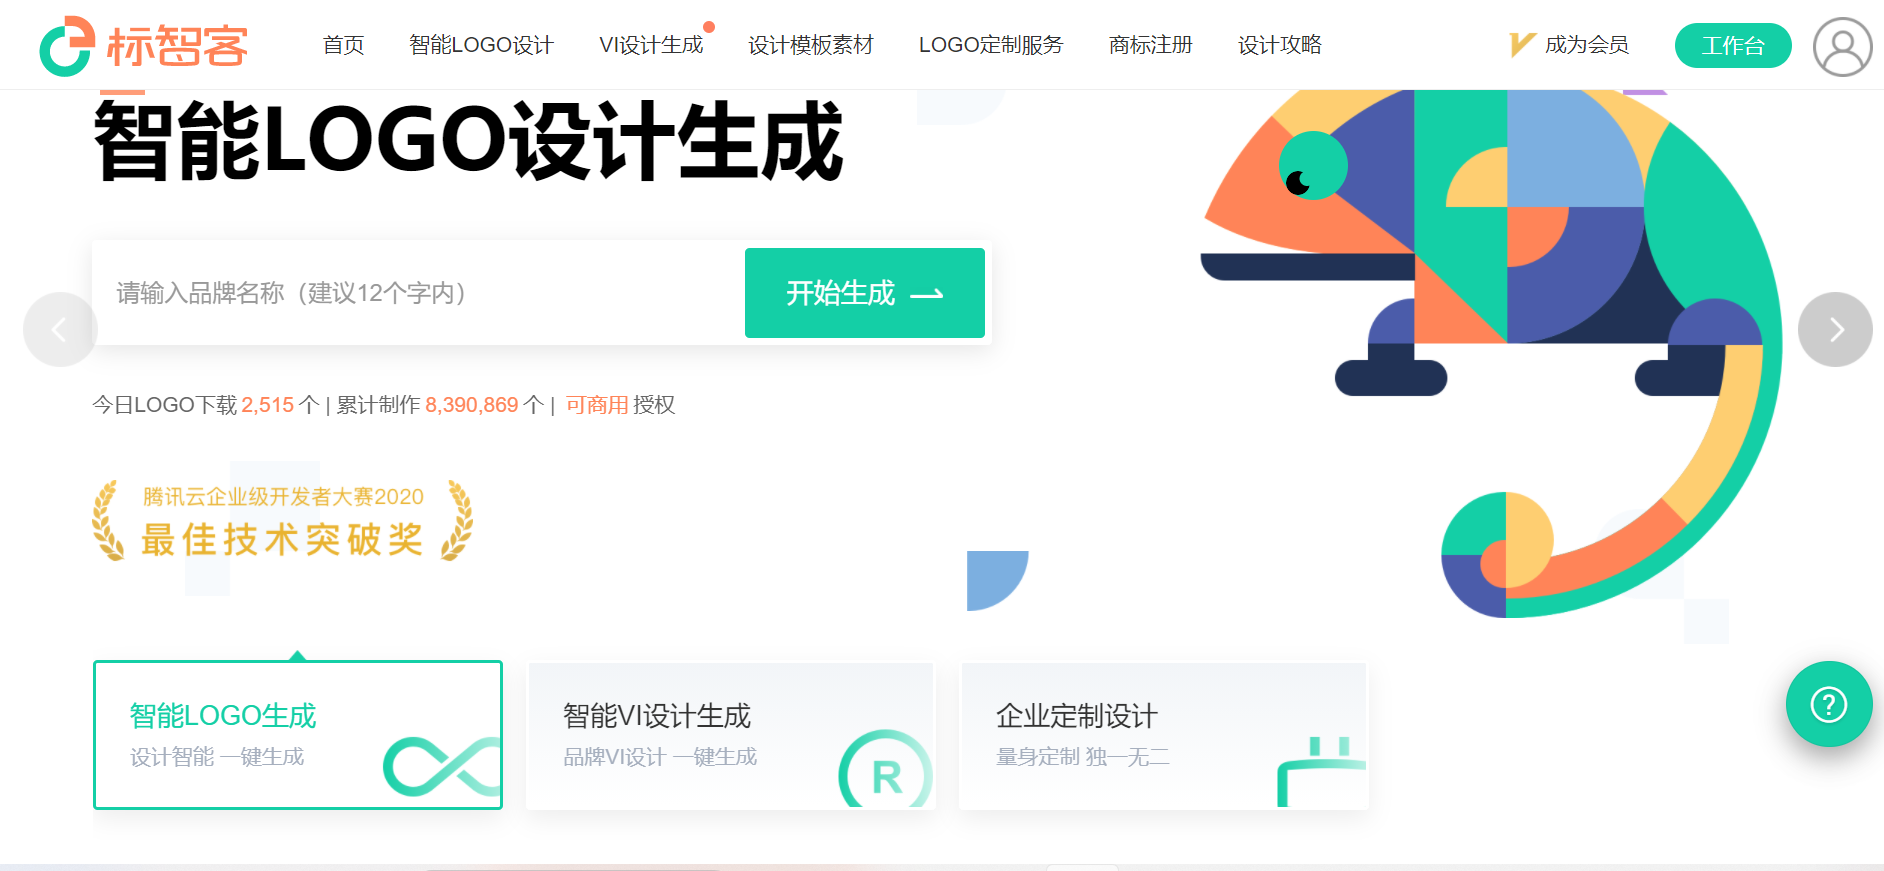 标智客
首页 智能LOGO设计 VI设计生成 设计模板素材 LOGO定制服务 商标注册 设计攻略 成为会员 工作台
智能LOGO设计生成
请输入品牌名称（建议12个字内） 开始生成
今日LOGO下载 2,515 个 | 累计制作 8,390,869 个 | 可商用 授权
腾讯云企业级开发者大赛2020
最佳技术突破奖
智能LOGO生成
设计智能 一键生成
智能VI设计生成
品牌VI设计 一键生成
R
企业定制设计
量身定制 独一无二
?